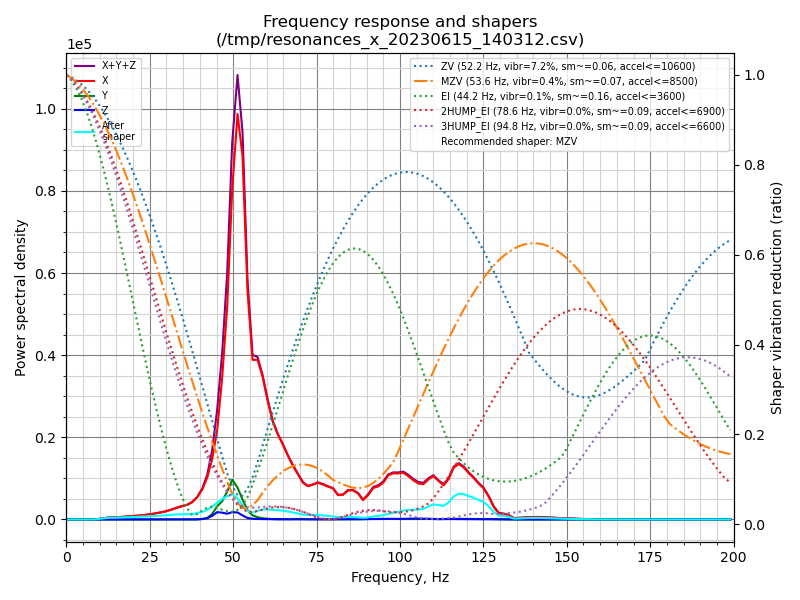 Frequency response and shapers
(/tmp/resonances_x_20230615_140312.csv)
1e5
X+Y+Z
X
Y
Z
After
shaper
ZV (52.2 Hz, vibr=7.2%, sm~=0.06, accel<=10600)
MZV (53.6 Hz, vibr=0.4%, sm~=0.07, accel<=8500)
EI (44.2 Hz, vibr=0.1%, sm~=0.16, accel<=3600)
2HUMP_EI (78.6 Hz, vibr=0.0%, sm~=0.09, accel<=6900)
3HUMP_EI (94.8 Hz, vibr=0.0%, sm~=0.09, accel<=6600)
Recommended shaper: MZV
Power spectral density
1.0
0.8
0.6
0.4
0.2
0.0
1.0
0.8
0.6
0.4
0.2
0.0
Shaper vibration reduction (ratio)
0 25 50 75 100 125 150 175 200
Frequency, Hz